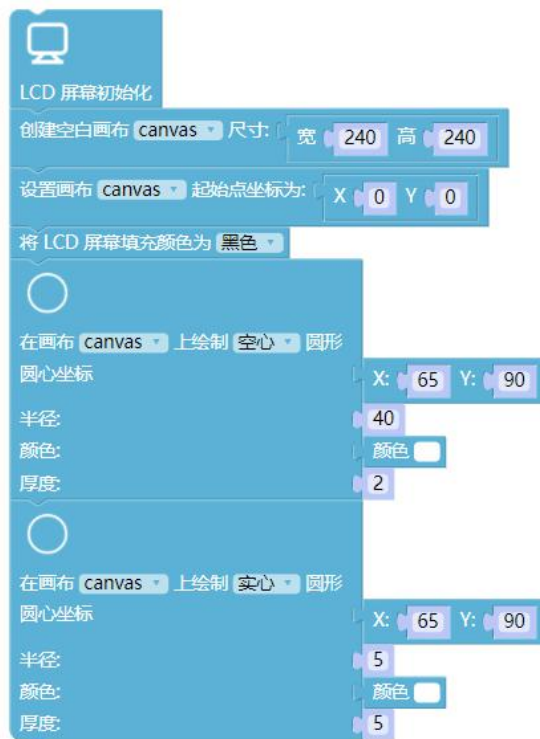 LCD 屏幕初始化
创建空白画布 canvas 尺寸: 宽 240 高 240
设置画布 canvas 起始点坐标为: X 0 Y 0
将 LCD 屏幕填充颜色为 黑色
在画布 canvas 上绘制 空心 圆形
圆心坐标 X: 65 Y: 90
半径: 40
颜色: 颜色
厚度: 2
在画布 canvas 上绘制 实心 圆形
圆心坐标 X: 65 Y: 90
半径: 5
颜色: 颜色
厚度: 5